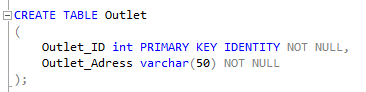 CREATE TABLE Outlet
(
Outlet_ID int PRIMARY KEY IDENTITY NOT NULL,
Outlet_Adress varchar(50) NOT NULL
);